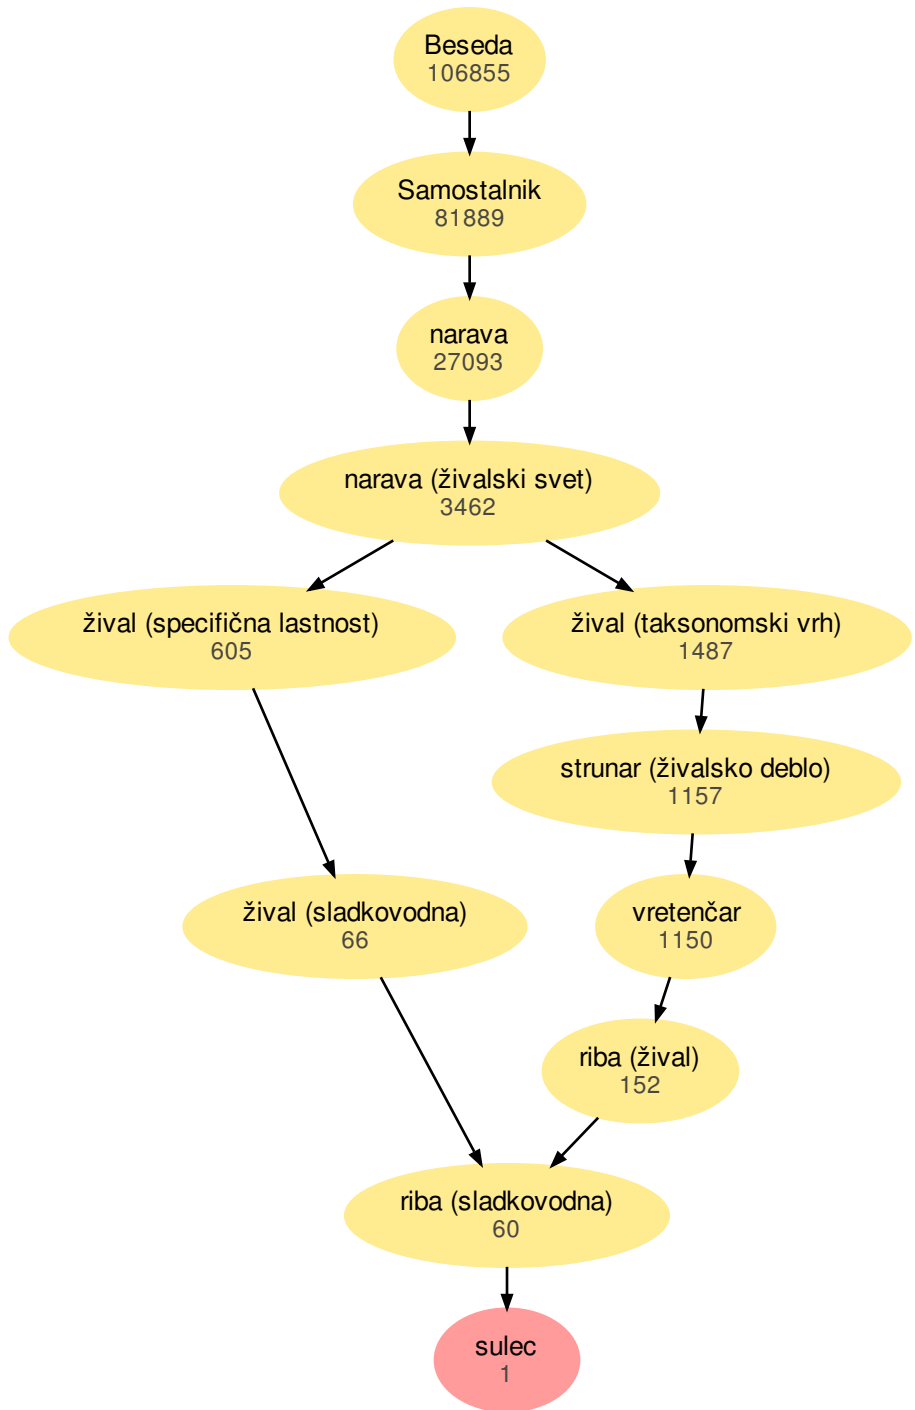 Beseda
106855
Samostalnik
81889
narava
27093
narava (živalski svet)
3462
žival (specifična lastnost)
605
žival (taksonomski vrh)
1487
strunar (živalsko deblo)
1157
žival (sladkovodna)
66
vretenčar
1150
riba (žival)
152
riba (sladkovodna)
60
sulec
1